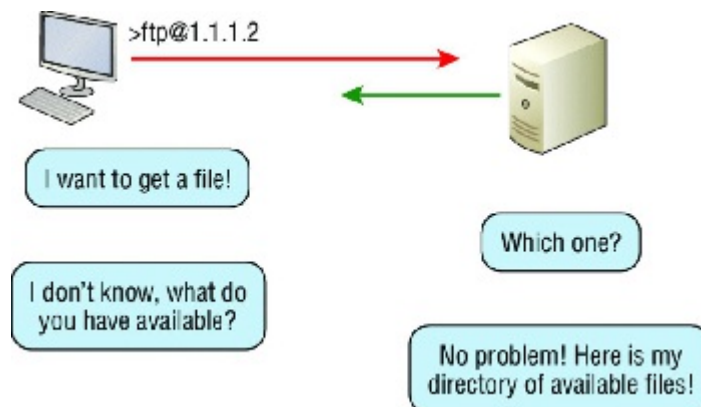 >ftp@1.1.1.2
I want to get a file!
Which one?
I don't know, what do
you have available?
No problem! Here is my
directory of available files!